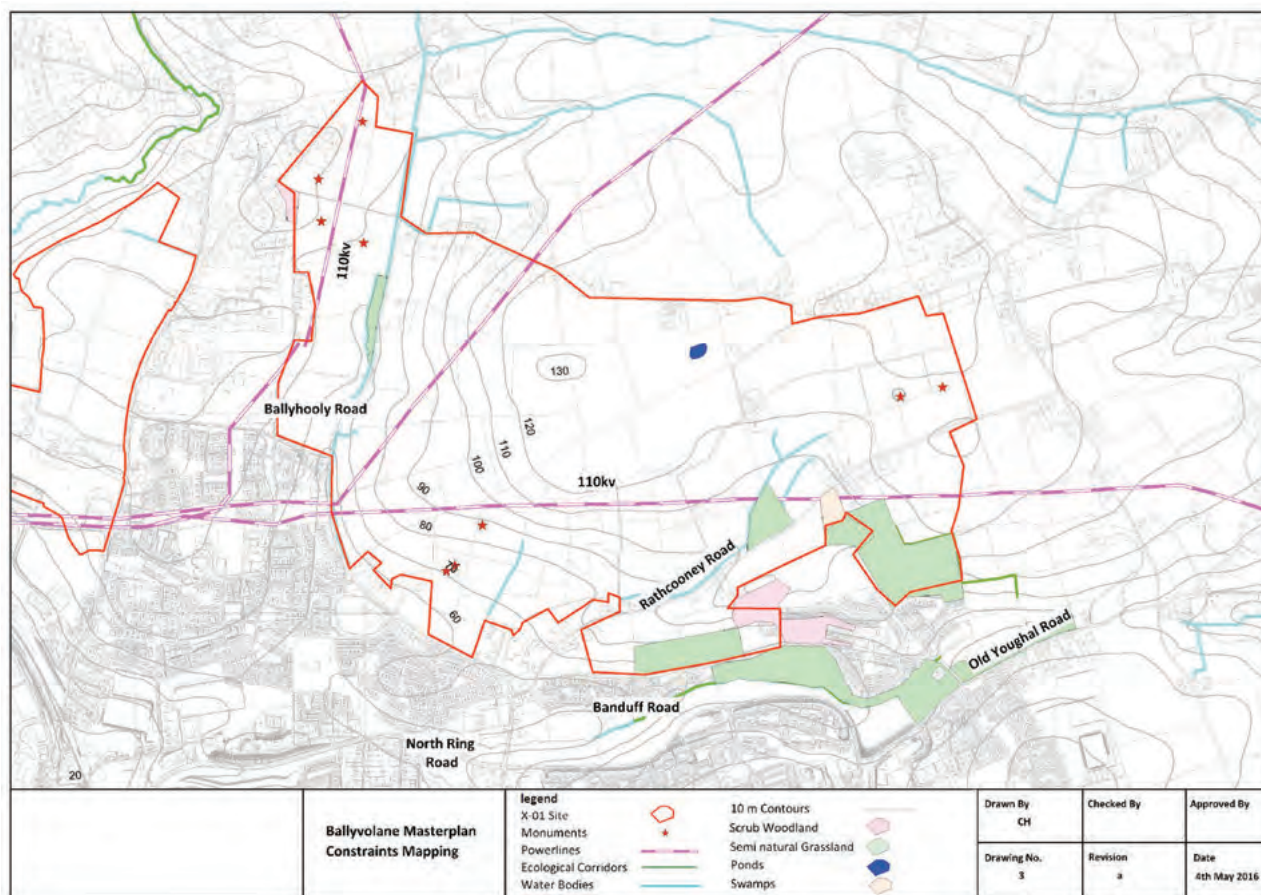 110kv
Ballyhooly Road
130
120
110
100
90
80
70
60
110kv
Rathcooney Road
Old Youghal Road
Banduff Road
North Ring
Road
20
Ballyvolane Masterplan
Constraints Mapping
legend
X-01 Site
Monuments
Powerlines
Ecological Corridors
Water Bodies
10 m Contours
Scrub Woodland
Semi natural Grassland
Ponds
Swamps
Drawn By
CH
Checked By
Approved By
Drawing No.
3
Revision
a
Date
4th May 2016